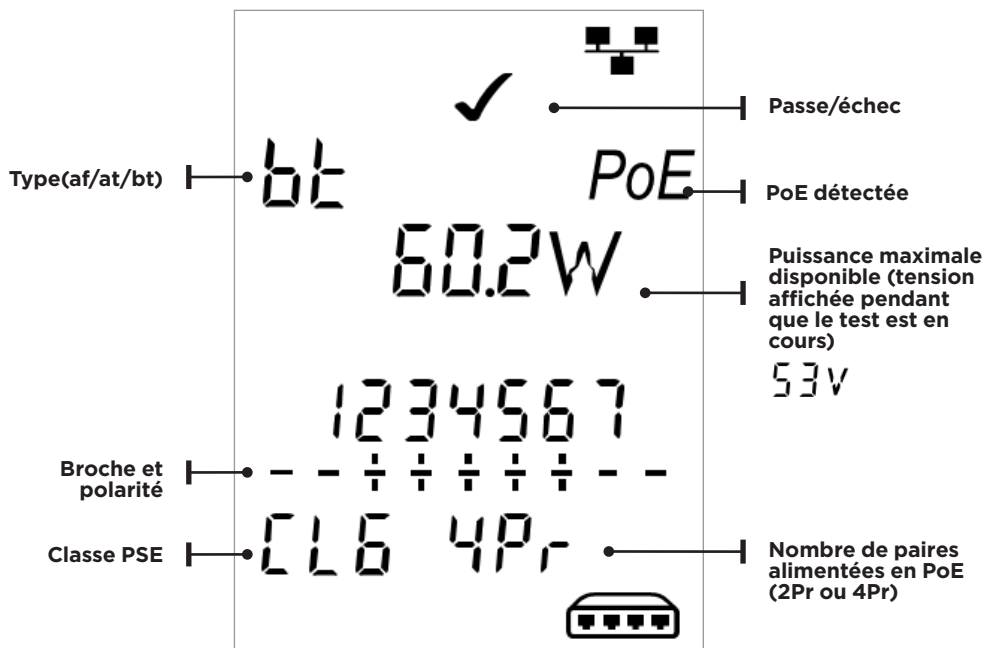 Passe/échec
Type(af/at/bt)
bt
PoE
PoE détectée
60.2W
Puissance maximale
disponible (tension
affichée pendant
que le test est en
cours)
53v
1234567
Broche et
polarité
- - ÷ ÷ ÷ ÷ ÷ - -
Classe PSE
CL6 4Pr
Nombre de paires
alimentées en PoE
(2Pr ou 4Pr)